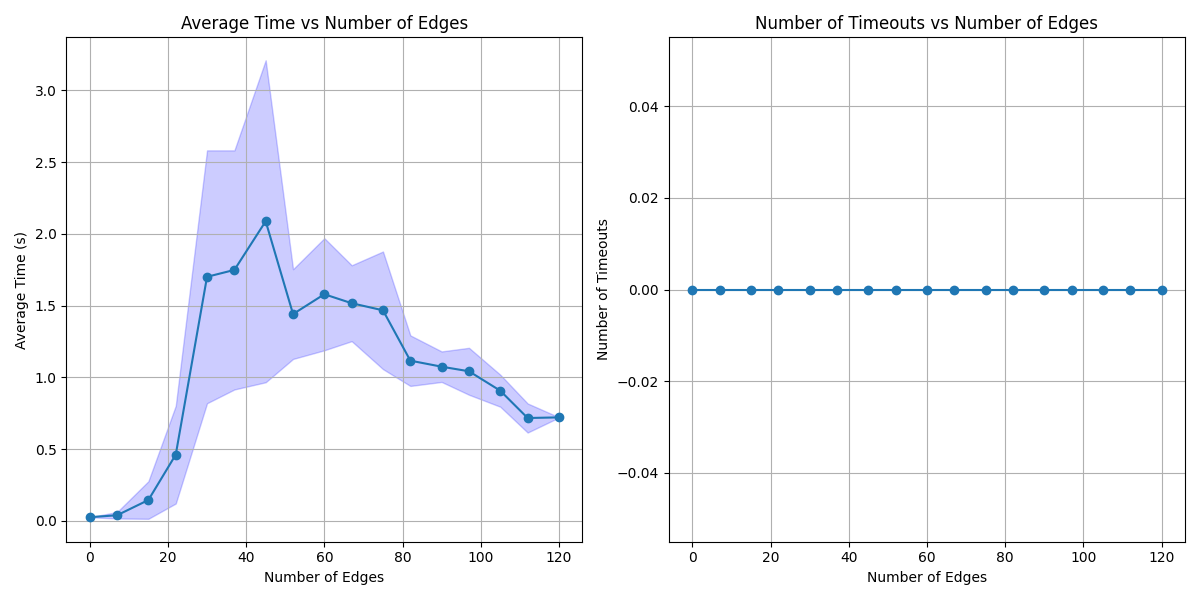 Average Time vs Number of Edges
3.0
2.5
2.0
1.5
1.0
0.5
0.0
Average Time (s)
0 20 40 60 80 100 120
Number of Edges
Number of Timeouts vs Number of Edges
0.04
0.02
0.00
−0.02
−0.04
Number of Timeouts
0 20 40 60 80 100 120
Number of Edges